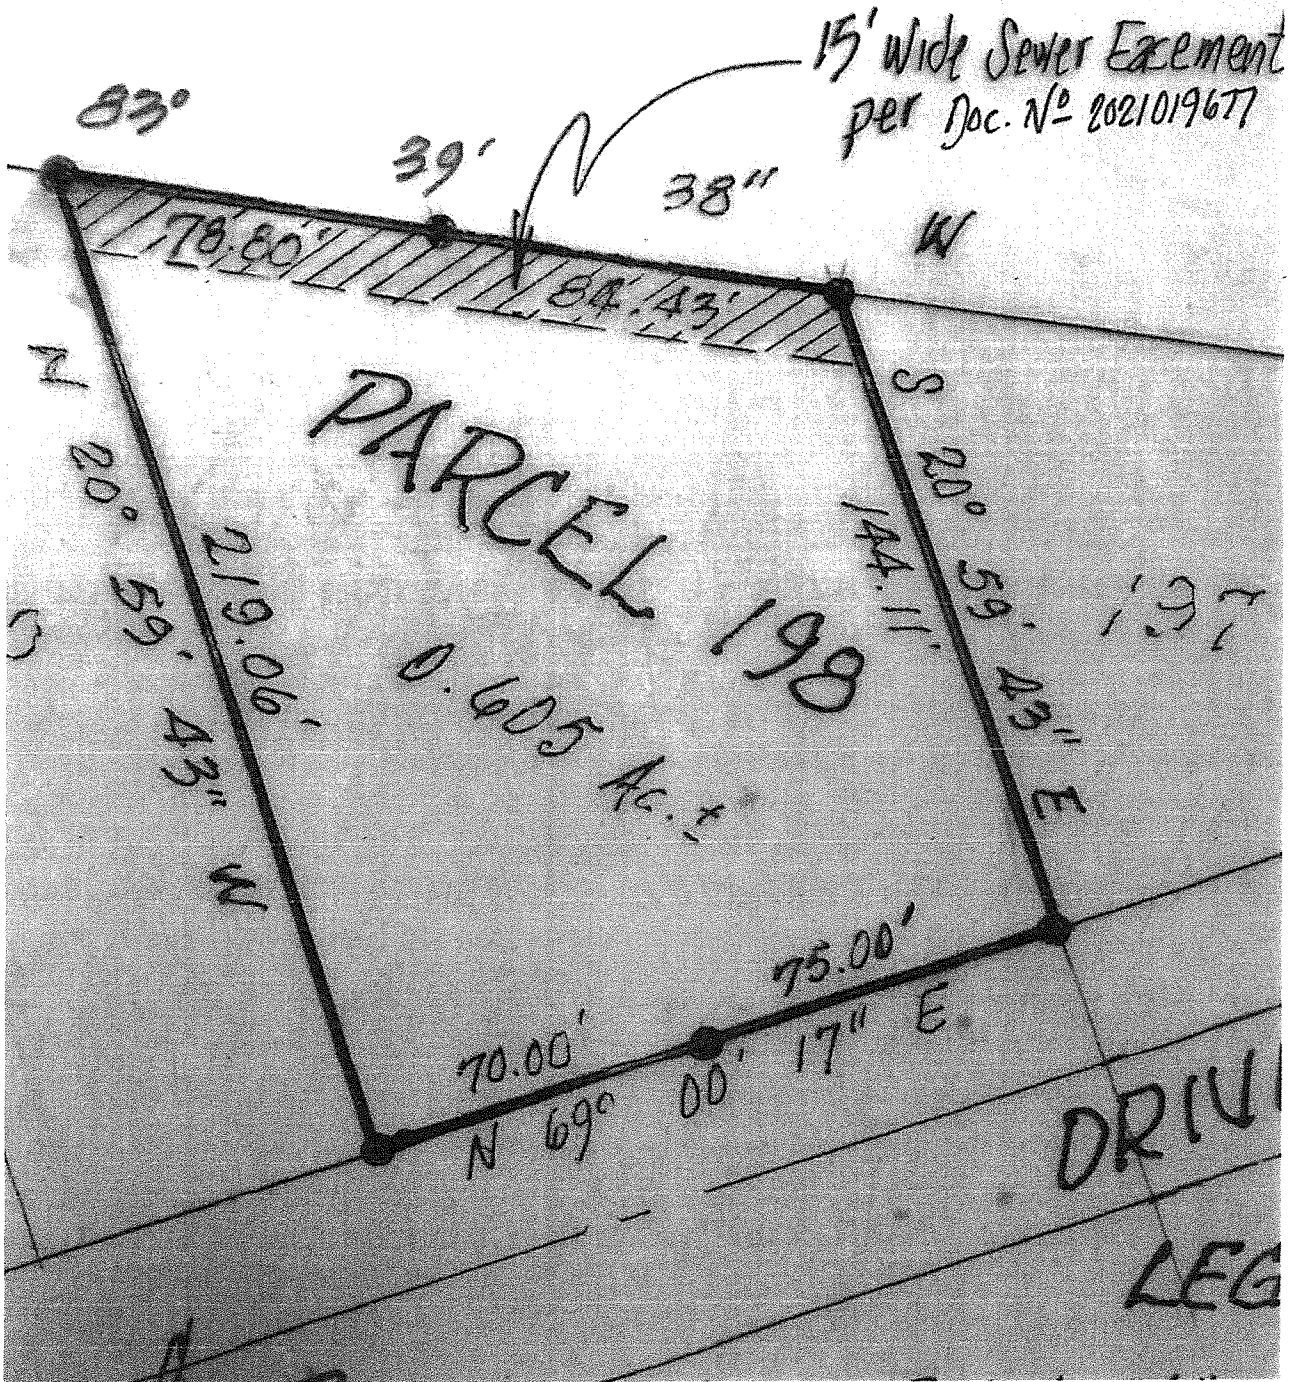 15' Wide Sewer Easement
per Doc. Nº 2021019677
83° 39' 38" W
78.80' 84.43'
N 20° 59' 43" W
219.06'
PARCEL 198
0.605 Ac. ±
S 20° 59' 43" E
144.11'
197
70.00' 75.00'
N 69° 00' 17" E
DRIV
LEG